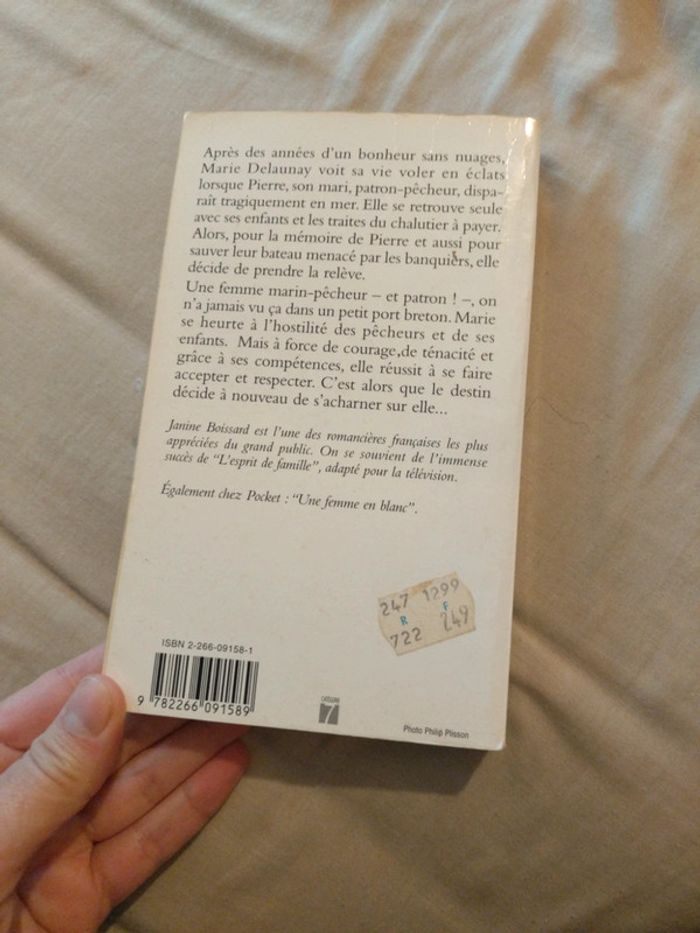 Après des années d'un bonheur sans nuages,
Marie Delaunay voit sa vie voler en éclats
lorsque Pierre, son mari, patron-pêcheur, dispa-
raît tragiquement en mer. Elle se retrouve seule
avec ses enfants et les traites du chalutier à payer.
Alors, pour la mémoire de Pierre et aussi pour
sauver leur bateau menacé par les banquiers, elle
décide de prendre la relève.
Une femme marin-pêcheur – et patron ! –, on
n'a jamais vu ça dans un petit port breton. Marie
se heurte à l'hostilité des pêcheurs et de ses
enfants. Mais à force de courage,de ténacité et
grâce à ses compétences, elle réussit à se faire
accepter et respecter. C'est alors que le destin
décide à nouveau de s'acharner sur elle...
Janine Boissard est l'une des romancières françaises les plus
appréciées du grand public. On se souvient de l'immense
succès de "L'esprit de famille", adapté pour la télévision.
Également chez Pocket : "Une femme en blanc".
247 1299
R F
722 249
ISBN 2-266-09158-1
9 782266 091589
CATÉGORIE
7
Photo Philip Plisson